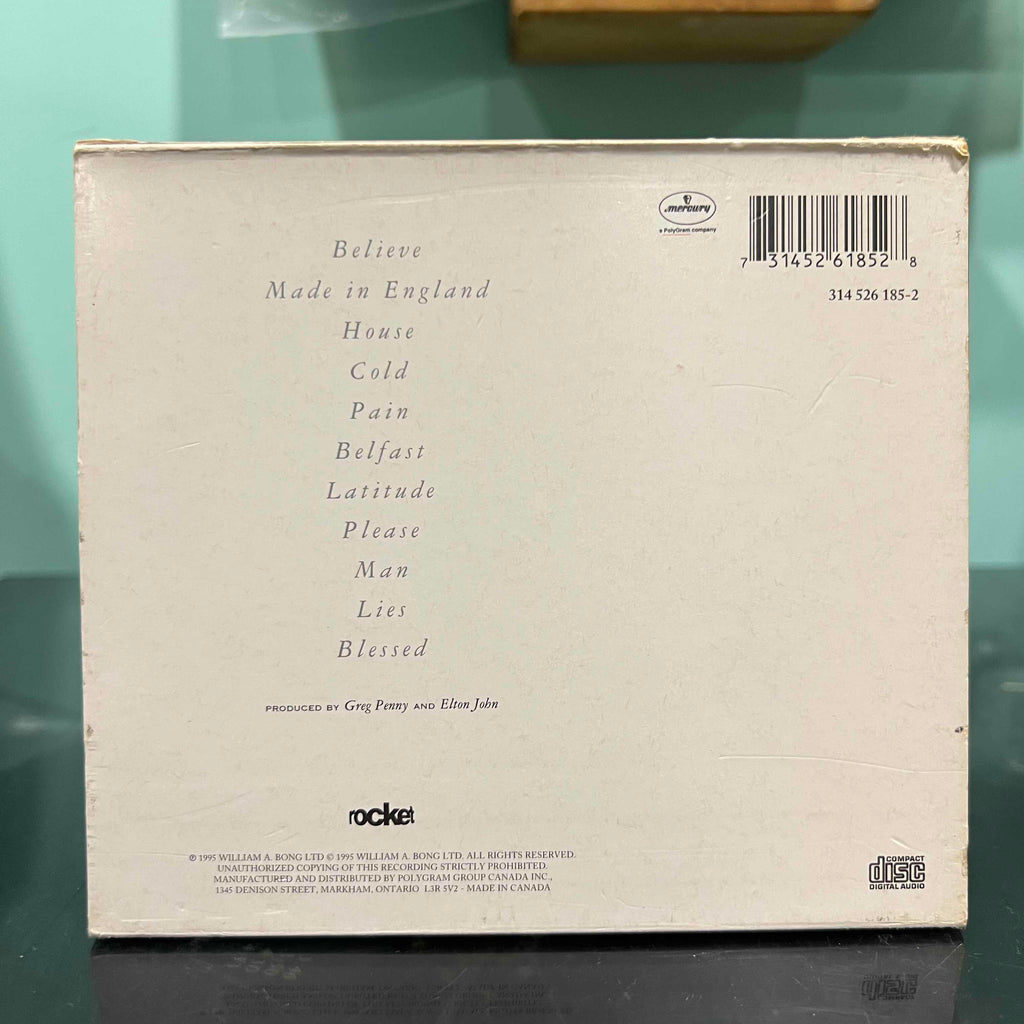 Believe
Made in England
House
Cold
Pain
Belfast
Latitude
Please
Man
Lies
Blessed
PRODUCED BY Greg Penny AND Elton John
mercury
a PolyGram company
7 31452 61852 8
314 526 185-2
rocket
℗ 1995 WILLIAM A. BONG LTD © 1995 WILLIAM A. BONG LTD. ALL RIGHTS RESERVED.
UNAUTHORIZED COPYING OF THIS RECORDING STRICTLY PROHIBITED.
MANUFACTURED AND DISTRIBUTED BY POLYGRAM GROUP CANADA INC.,
1345 DENISON STREET, MARKHAM, ONTARIO L3R 5V2 - MADE IN CANADA
COMPACT
disc
DIGITAL AUDIO